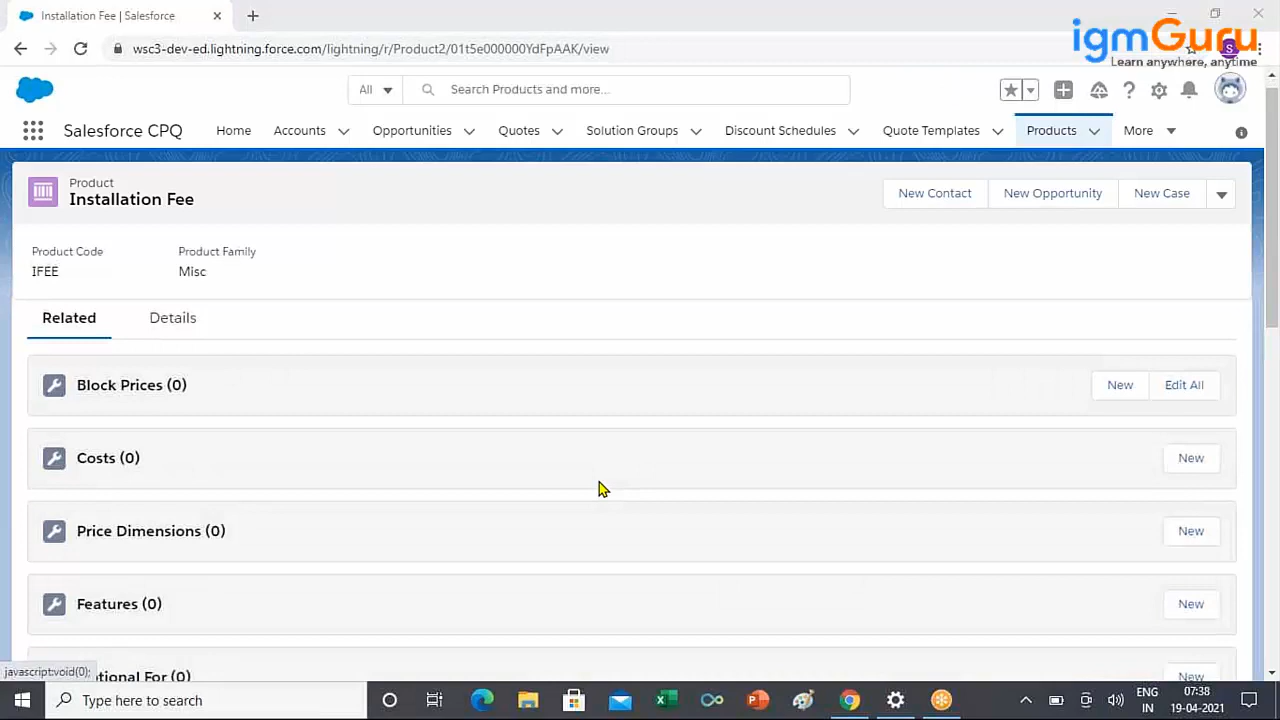 Installation Fee | Salesforce
wsc3-dev-ed.lightning.force.com/lightning/r/Product2/01t5e000000YdFpAAK/view
igmGuru
Learn anywhere, anytime
S
All
Search Products and more...
Salesforce CPQ
Home
Accounts
Opportunities
Quotes
Solution Groups
Discount Schedules
Quote Templates
Products
More
Product
Installation Fee
New Contact
New Opportunity
New Case
Product Code
Product Family
IFEE
Misc
Related
Details
Block Prices (0)
New
Edit All
Costs (0)
New
Price Dimensions (0)
New
Features (0)
New
javascript:void(0);
tional For (0)
New
Type here to search
ENG
IN
07:38
19-04-2021